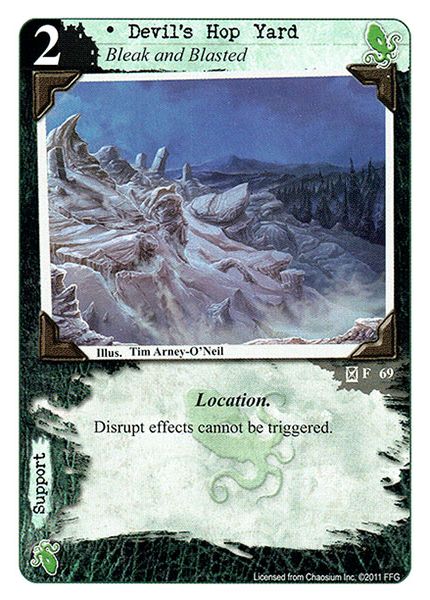 2
• Devil's Hop Yard
Bleak and Blasted
Illus. Tim Arney-O'Neil
F 69
Location.
Disrupt effects cannot be triggered.
Support
Licensed from Chaosium Inc. ©2011 FFG